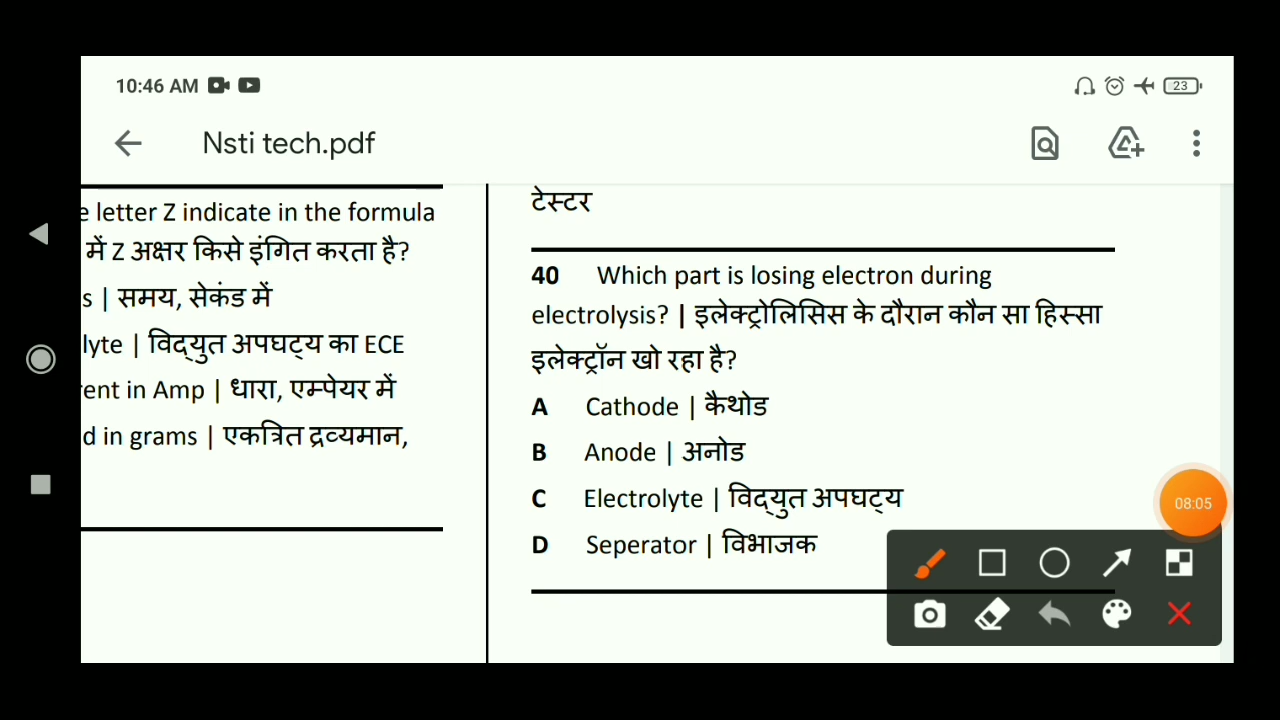 10:46 AM
23
Nsti tech.pdf
letter Z indicate in the formula
में Z अक्षर किसे इंगित करता है?
s | समय, सेकंड में
lyte | विद्युत अपघट्य का ECE
ent in Amp | धारा, एम्पेयर में
d in grams | एकत्रित द्रव्यमान,
टेस्टर
40 Which part is losing electron during
electrolysis? | इलेक्ट्रोलिसिस के दौरान कौन सा हिस्सा
इलेक्ट्रॉन खो रहा है?
A Cathode | कैथोड
B Anode | अनोड
C Electrolyte | विद्युत अपघट्य
D Seperator | विभाजक
08:05